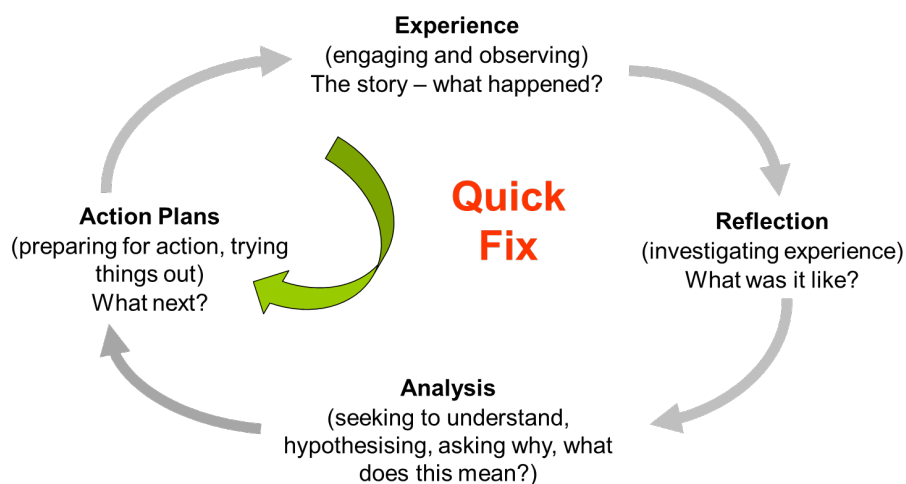 Experience
(engaging and observing)
The story – what happened?
Quick
Fix
Reflection
(investigating experience)
What was it like?
Analysis
(seeking to understand,
hypothesising, asking why, what
does this mean?)
Action Plans
(preparing for action, trying
things out)
What next?